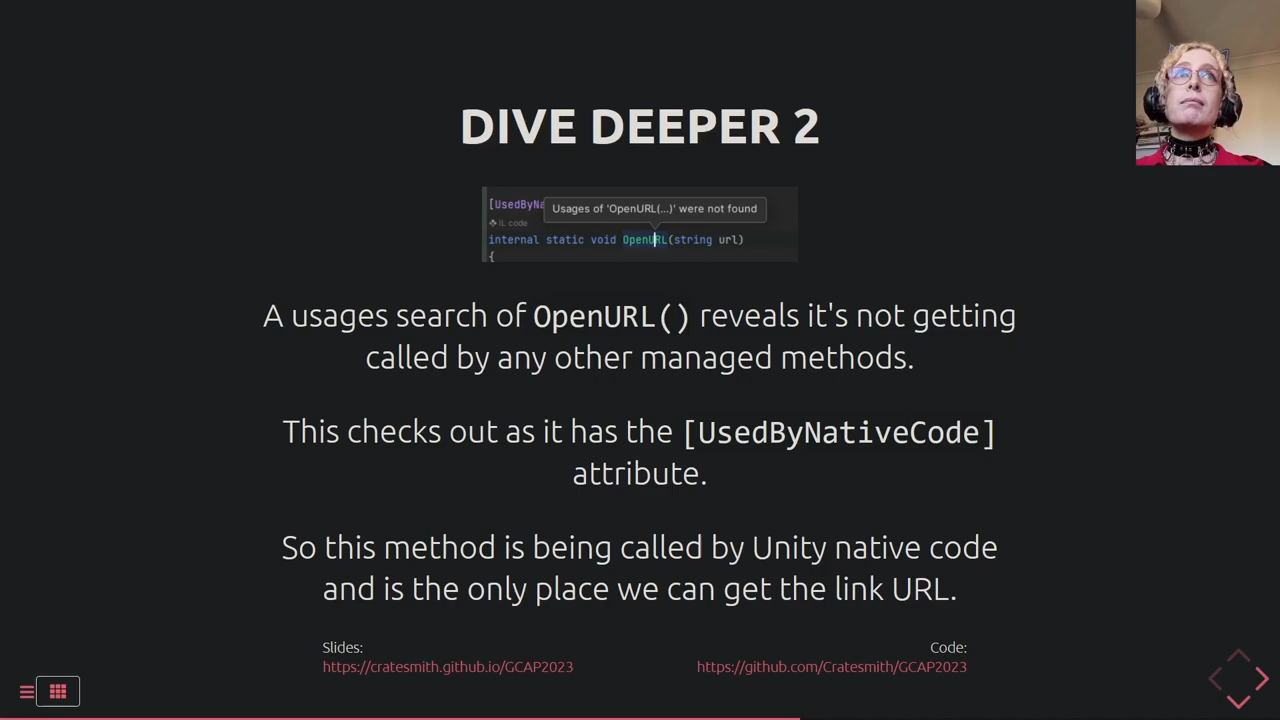 DIVE DEEPER 2
[UsedByNa
Usages of 'OpenURL(...)' were not found
IL code
internal static void OpenURL(string url)
{
A usages search of OpenURL() reveals it's not getting
called by any other managed methods.
This checks out as it has the [UsedByNativeCode]
attribute.
So this method is being called by Unity native code
and is the only place we can get the link URL.
Slides:
https://cratesmith.github.io/GCAP2023
Code:
https://github.com/Cratesmith/GCAP2023